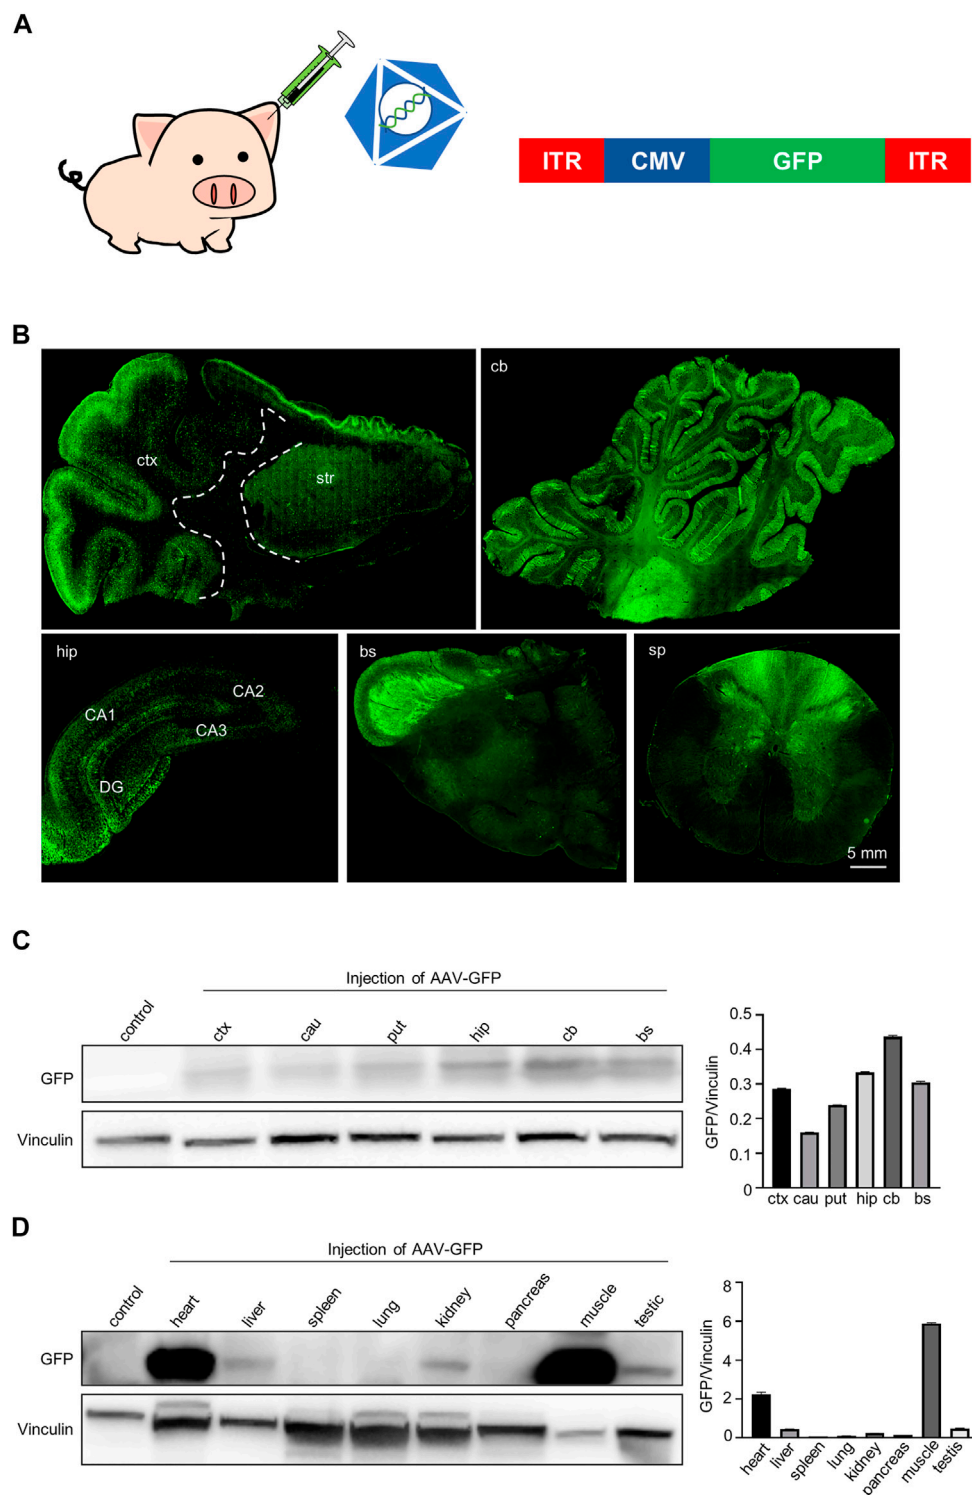 A
ITR CMV GFP ITR
B
ctx
str
cb
hip
CA1
CA2
CA3
DG
bs
sp
5 mm
C
Injection of AAV-GFP
control ctx cau put hip cb bs
GFP
Vinculin
GFP/Vinculin
0.5
0.4
0.3
0.2
0.1
0
ctx cau put hip cb bs
D
Injection of AAV-GFP
control heart liver spleen lung kidney pancreas muscle testic
GFP
Vinculin
GFP/Vinculin
8
6
4
2
0
heart liver spleen lung kidney pancreas muscle testis